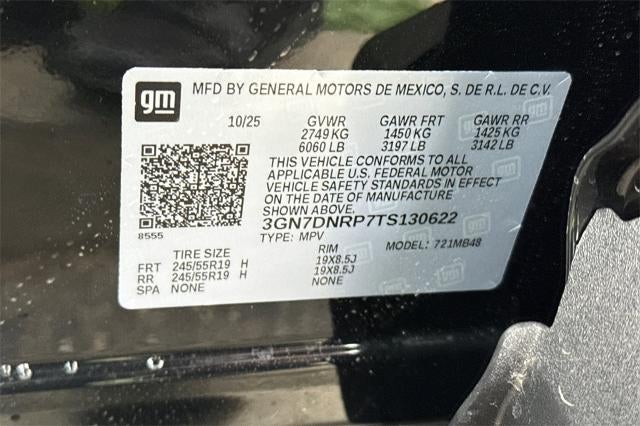 gm
MFD BY GENERAL MOTORS DE MEXICO, S. DE R.L. DE C.V.
10/25 GVWR GAWR FRT GAWR RR
2749 KG 1450 KG 1425 KG
6060 LB 3197 LB 3142 LB
THIS VEHICLE CONFORMS TO ALL
APPLICABLE U.S. FEDERAL MOTOR
VEHICLE SAFETY STANDARDS IN EFFECT
ON THE DATE OF MANUFACTURE
SHOWN ABOVE.
3GN7DNRP7TS130622
8555
TYPE: MPV MODEL: 721MB48
TIRE SIZE RIM
FRT 245/55R19 H 19X8.5J
RR 245/55R19 H 19X8.5J
SPA NONE NONE